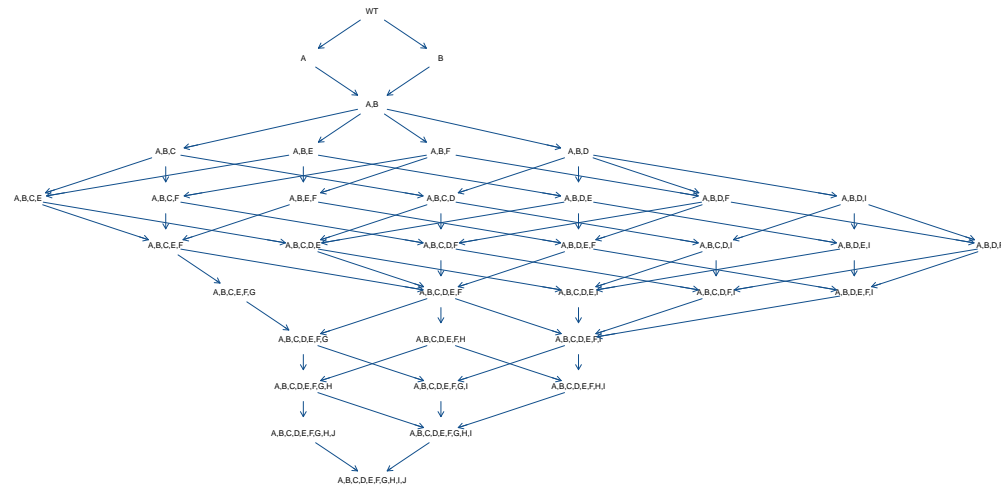 WT
A
B
A,B
A,B,C
A,B,E
A,B,F
A,B,D
A,B,C,E
A,B,C,F
A,B,E,F
A,B,C,D
A,B,D,E
A,B,D,F
A,B,D,I
A,B,C,E,F
A,B,C,D,E
A,B,C,D,F
A,B,D,E,F
A,B,C,D,I
A,B,D,E,I
A,B,D,F
A,B,C,E,F,G
A,B,C,D,E,F
A,B,C,D,E,I
A,B,C,D,F,I
A,B,D,E,F,I
A,B,C,D,E,F,G
A,B,C,D,E,F,H
A,B,C,D,E,F,I
A,B,C,D,E,F,G,H
A,B,C,D,E,F,G,I
A,B,C,D,E,F,H,I
A,B,C,D,E,F,G,H,J
A,B,C,D,E,F,G,H,I
A,B,C,D,E,F,G,H,I,J